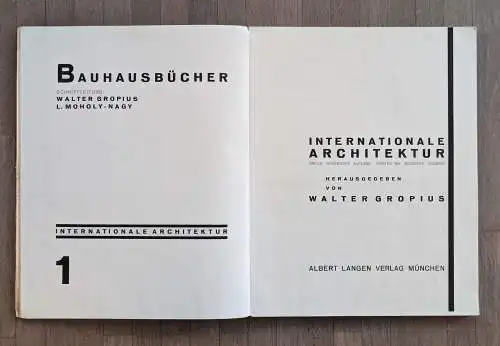 BAUHAUSBÜCHER
SCHRIFTLEITUNG:
WALTER GROPIUS
L. MOHOLY-NAGY
INTERNATIONALE ARCHITEKTUR
1
INTERNATIONALE
ARCHITEKTUR
HERAUSGEGEBEN
VON
WALTER GROPIUS
ALBERT LANGEN VERLAG MÜNCHEN